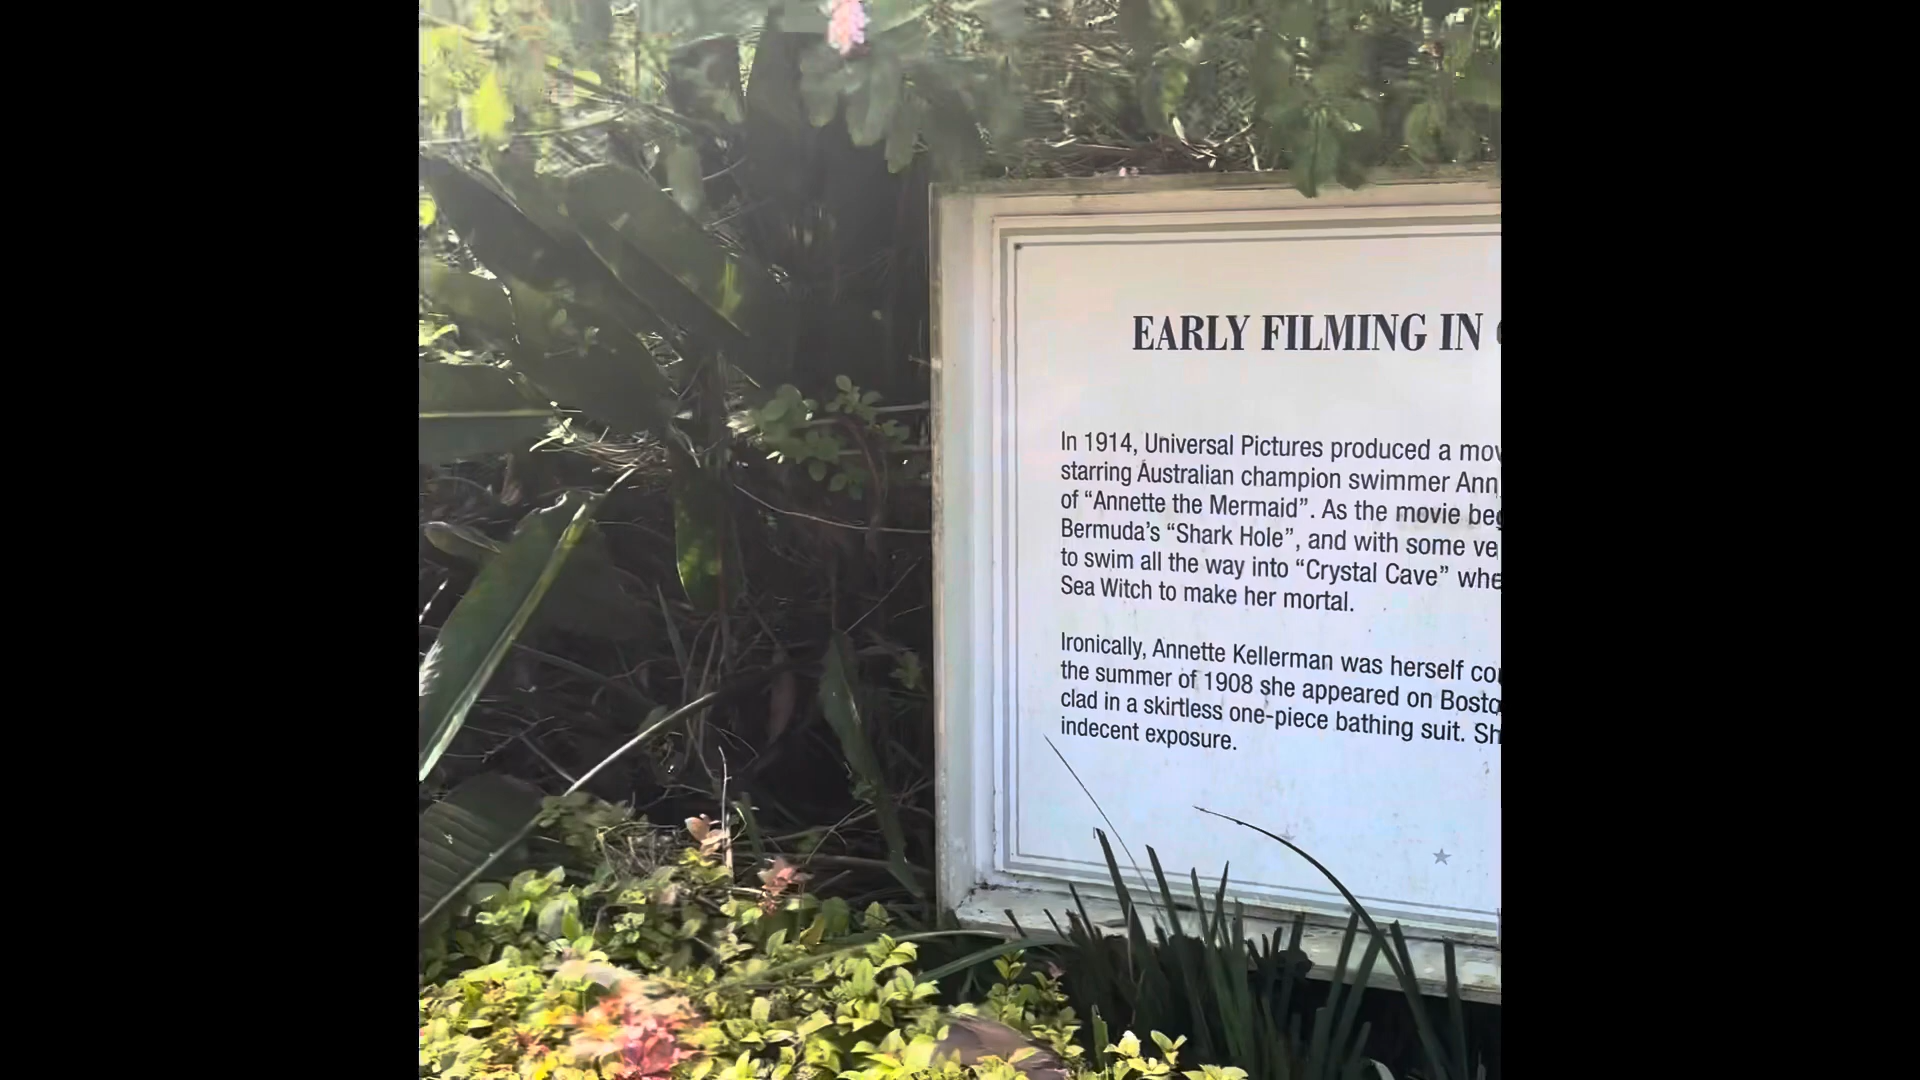 EARLY FILMING IN
In 1914, Universal Pictures produced a mov
starring Australian champion swimmer Ann
of “Annette the Mermaid”. As the movie beg
Bermuda’s “Shark Hole”, and with some ve
to swim all the way into “Crystal Cave” whe
Sea Witch to make her mortal.
Ironically, Annette Kellerman was herself co
the summer of 1908 she appeared on Bosto
clad in a skirtless one-piece bathing suit. Sh
indecent exposure.